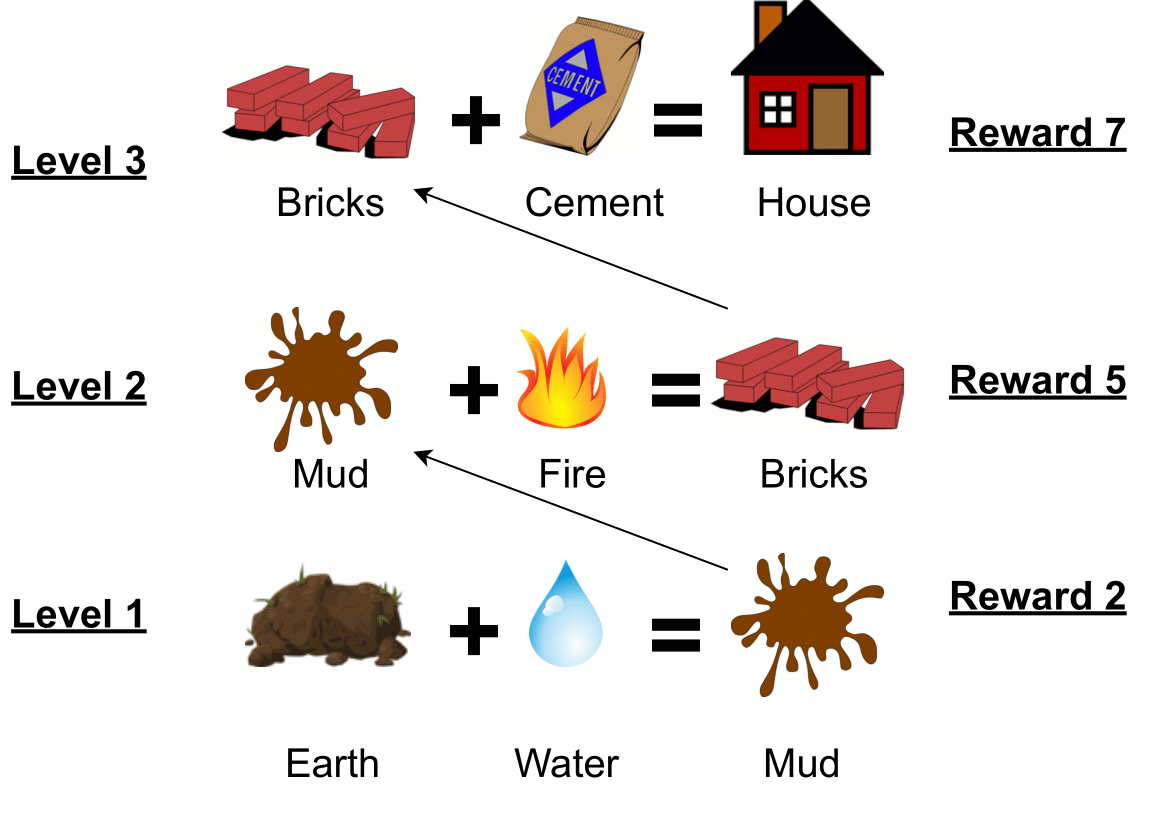 CEMENT
Level 3
Reward 7
Bricks Cement House
Level 2
Reward 5
Mud Fire Bricks
Level 1
Reward 2
Earth Water Mud